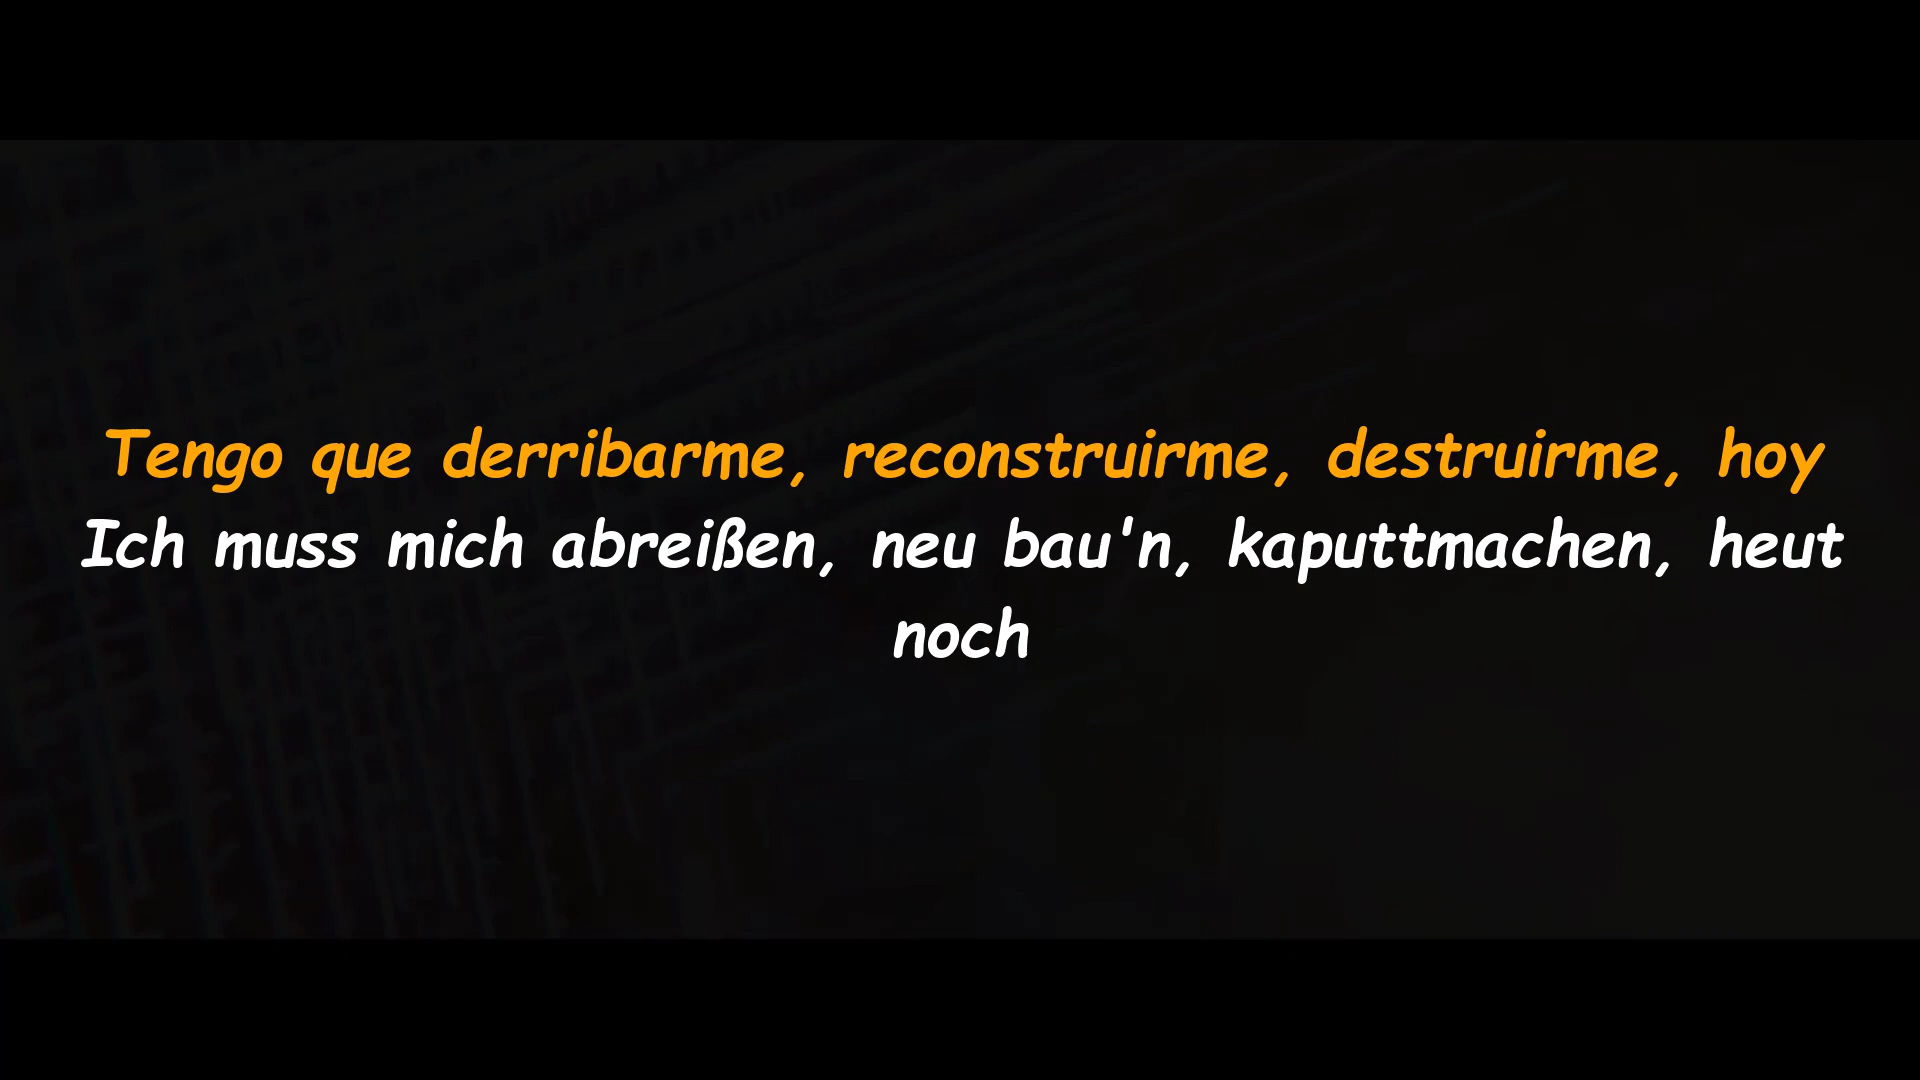 Tengo que derribarme, reconstruirme, destruirme, hoy
Ich muss mich abreißen, neu bau'n, kaputtmachen, heut
noch